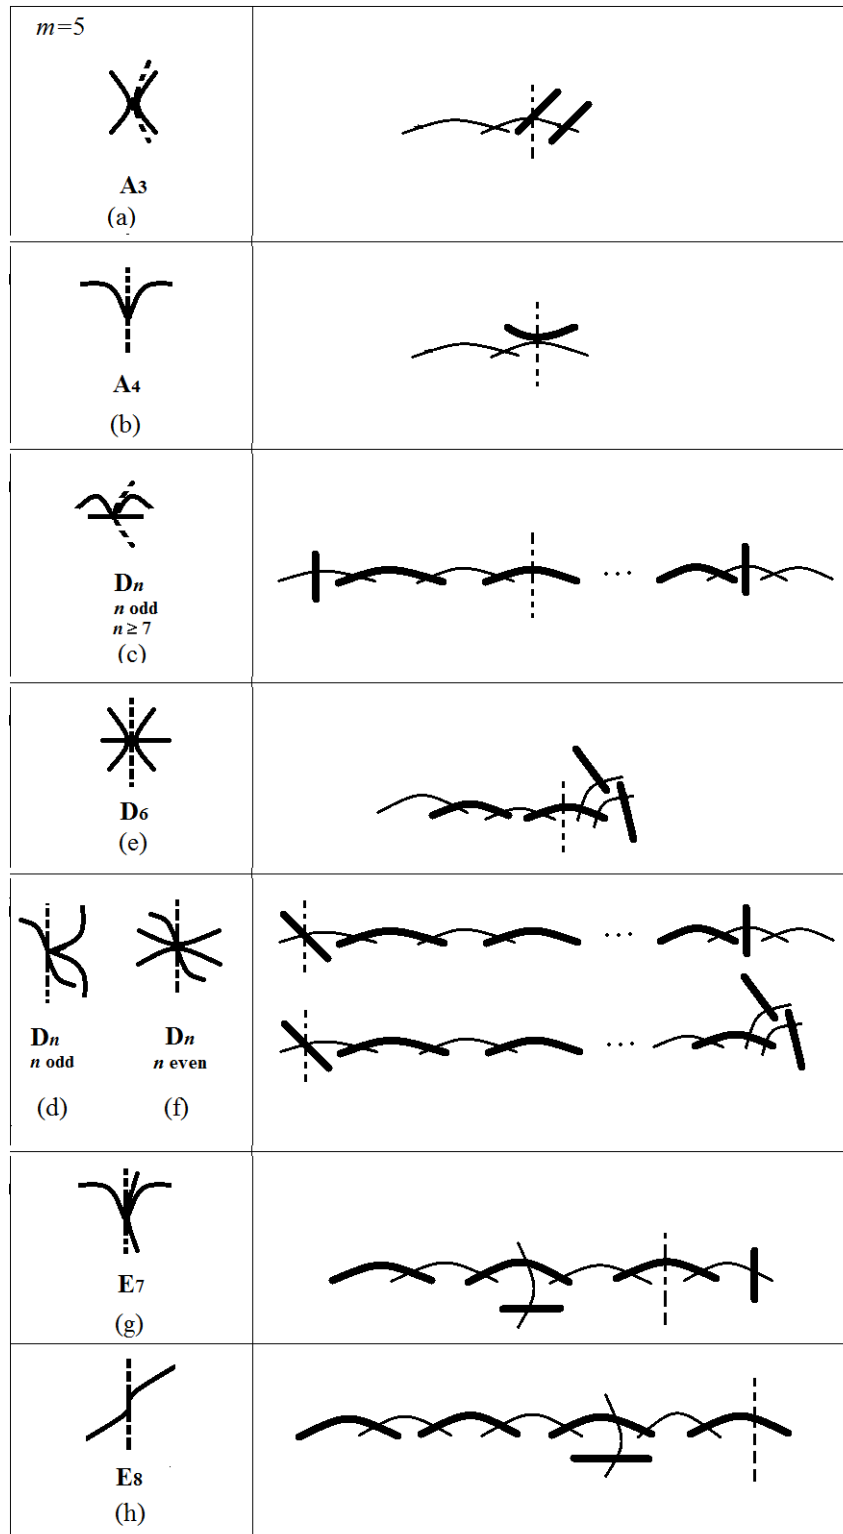 m=5
A3
(a)
A4
(b)
Dn
n odd
n ≥ 7
(c)
...
D6
(e)
...
...
Dn
n odd
Dn
n even
(d)
(f)
E7
(g)
E8
(h)